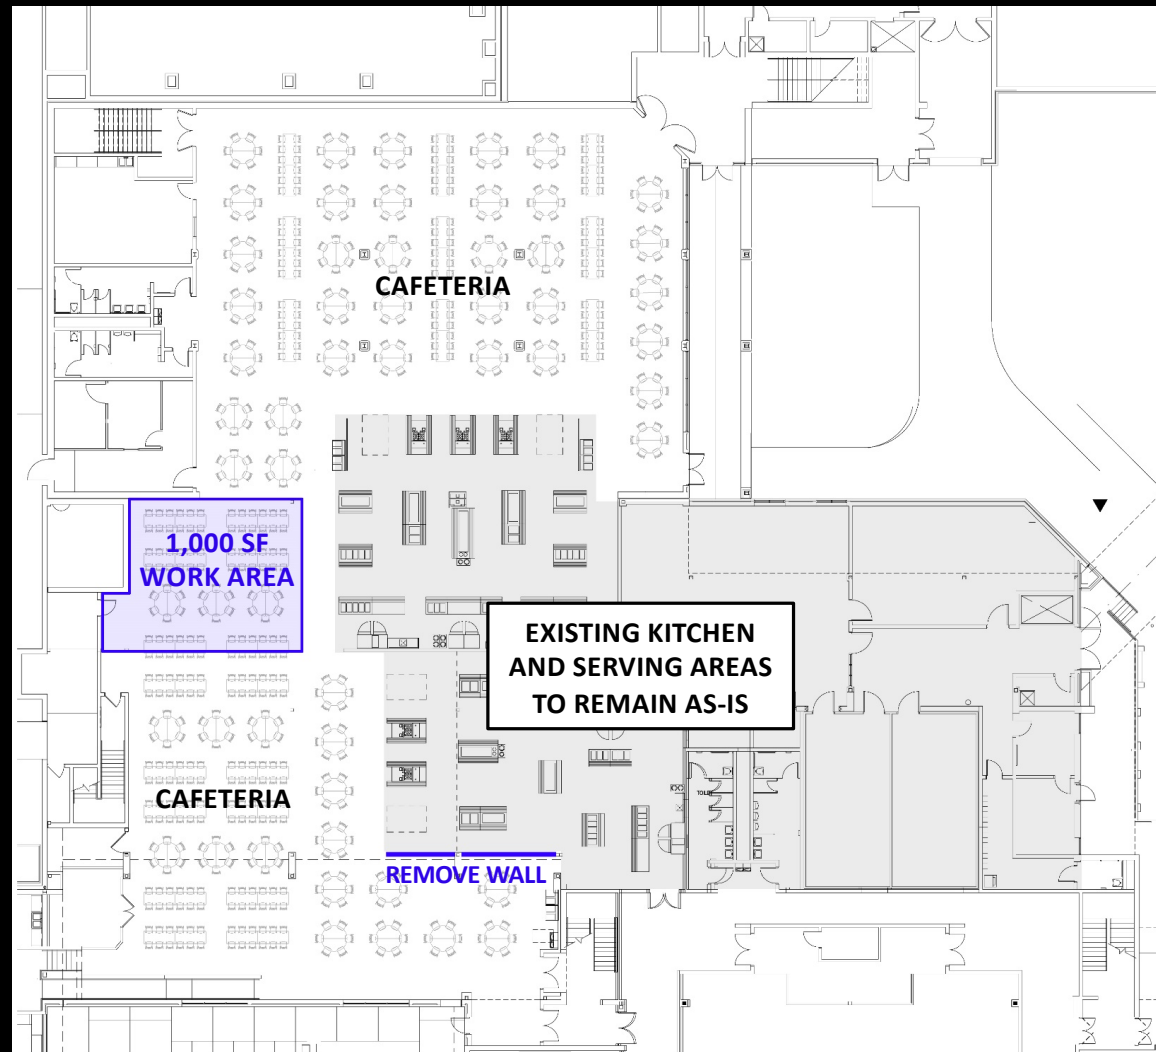 CAFETERIA
1,000 SF
WORK AREA
EXISTING KITCHEN
AND SERVING AREAS
TO REMAIN AS-IS
CAFETERIA
REMOVE WALL